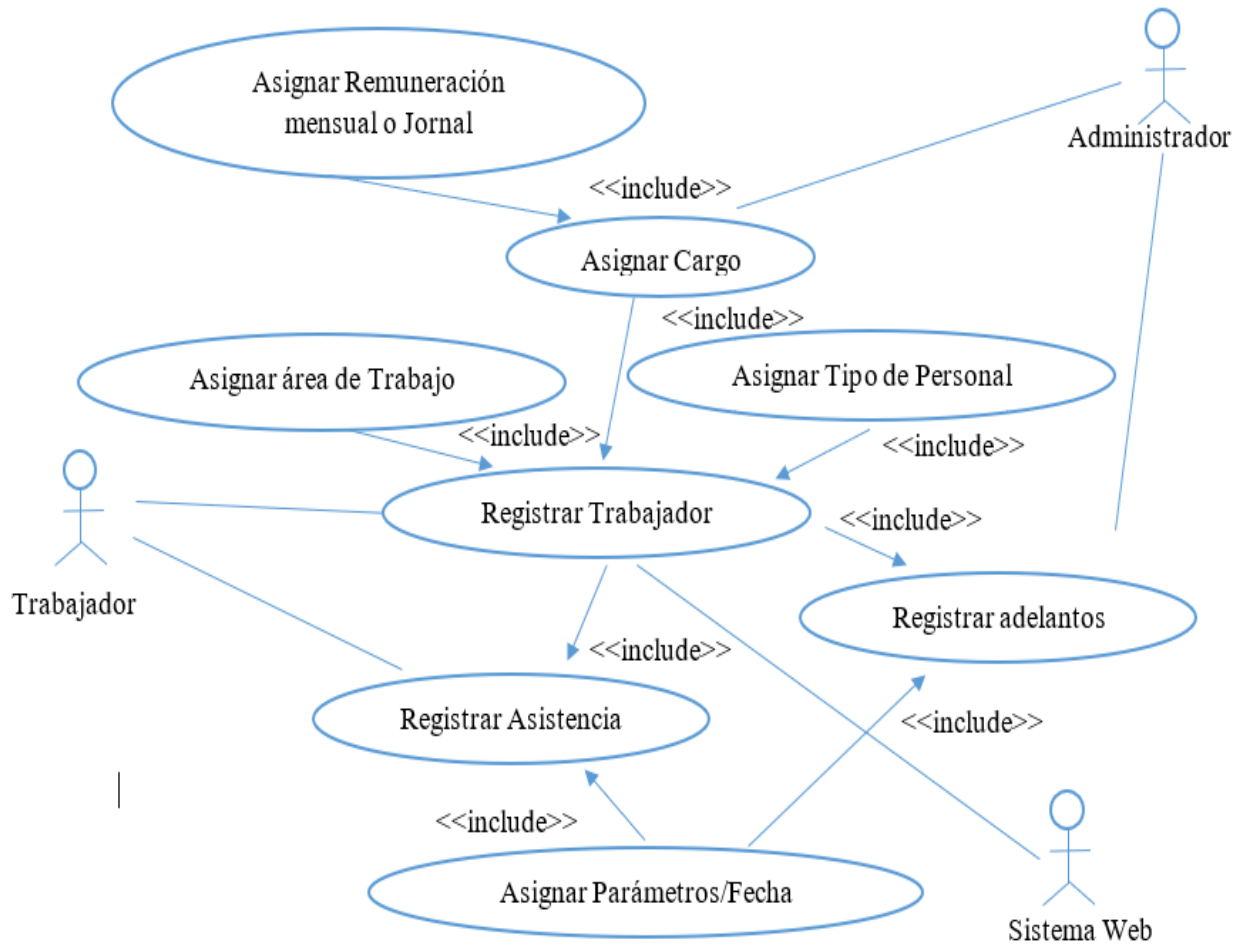 Asignar Remuneración
mensual o Jornal
Administrador
<<include>>
Asignar Cargo
<<include>>
Asignar área de Trabajo
Asignar Tipo de Personal
<<include>>
<<include>>
Registrar Trabajador
<<include>>
Trabajador
Registrar adelantos
<<include>>
Registrar Asistencia
<<include>>
<<include>>
Asignar Parámetros/Fecha
Sistema Web